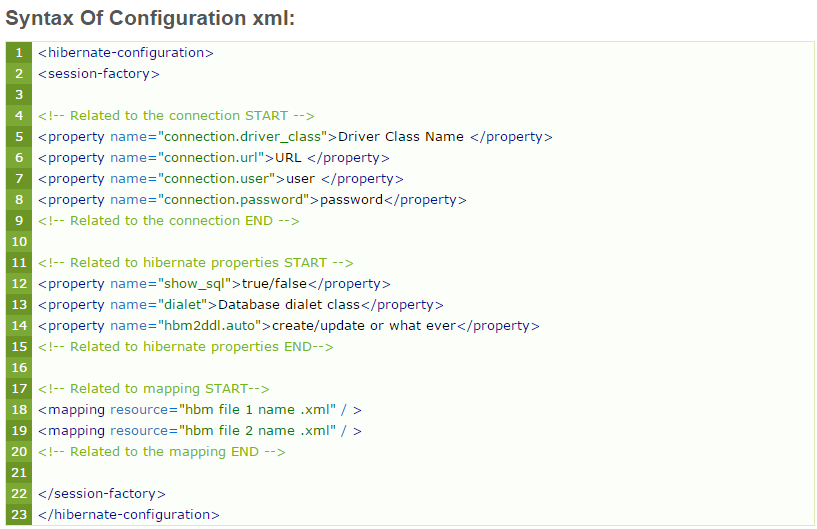 Syntax Of Configuration xml:
1 <hibernate-configuration>
2 <session-factory>
3
4 <!-- Related to the connection START -->
5 <property name="connection.driver_class">Driver Class Name </property>
6 <property name="connection.url">URL </property>
7 <property name="connection.user">user </property>
8 <property name="connection.password">password</property>
9 <!-- Related to the connection END -->
10
11 <!-- Related to hibernate properties START -->
12 <property name="show_sql">true/false</property>
13 <property name="dialet">Database dialet class</property>
14 <property name="hbm2ddl.auto">create/update or what ever</property>
15 <!-- Related to hibernate properties END-->
16
17 <!-- Related to mapping START-->
18 <mapping resource="hbm file 1 name .xml" / >
19 <mapping resource="hbm file 2 name .xml" / >
20 <!-- Related to the mapping END -->
21
22 </session-factory>
23 </hibernate-configuration>